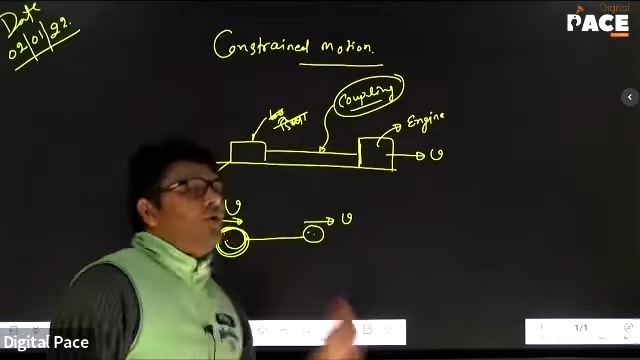 Date
02/01/22
Constrained motion.
Coupling
Engine
υ
υ
υ
1/1
Digital
PACE
Digital Pace